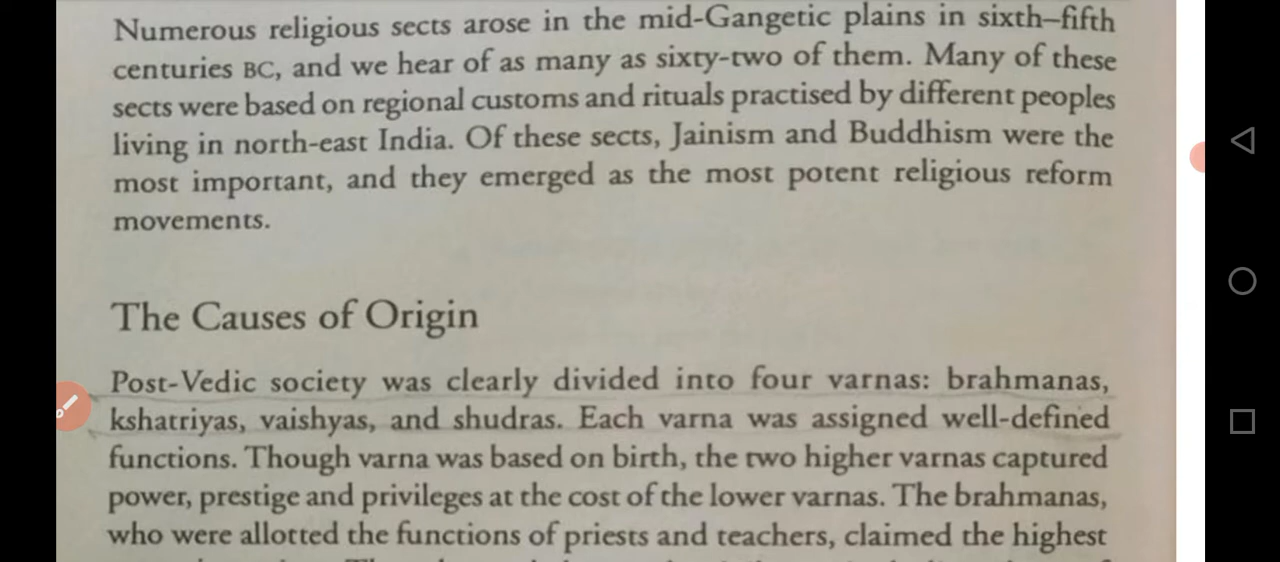 Numerous religious sects arose in the mid-Gangetic plains in sixth–fifth
centuries BC, and we hear of as many as sixty-two of them. Many of these
sects were based on regional customs and rituals practised by different peoples
living in north-east India. Of these sects, Jainism and Buddhism were the
most important, and they emerged as the most potent religious reform
movements.
The Causes of Origin
Post-Vedic society was clearly divided into four varnas: brahmanas,
kshatriyas, vaishyas, and shudras. Each varna was assigned well-defined
functions. Though varna was based on birth, the two higher varnas captured
power, prestige and privileges at the cost of the lower varnas. The brahmanas,
who were allotted the functions of priests and teachers, claimed the highest